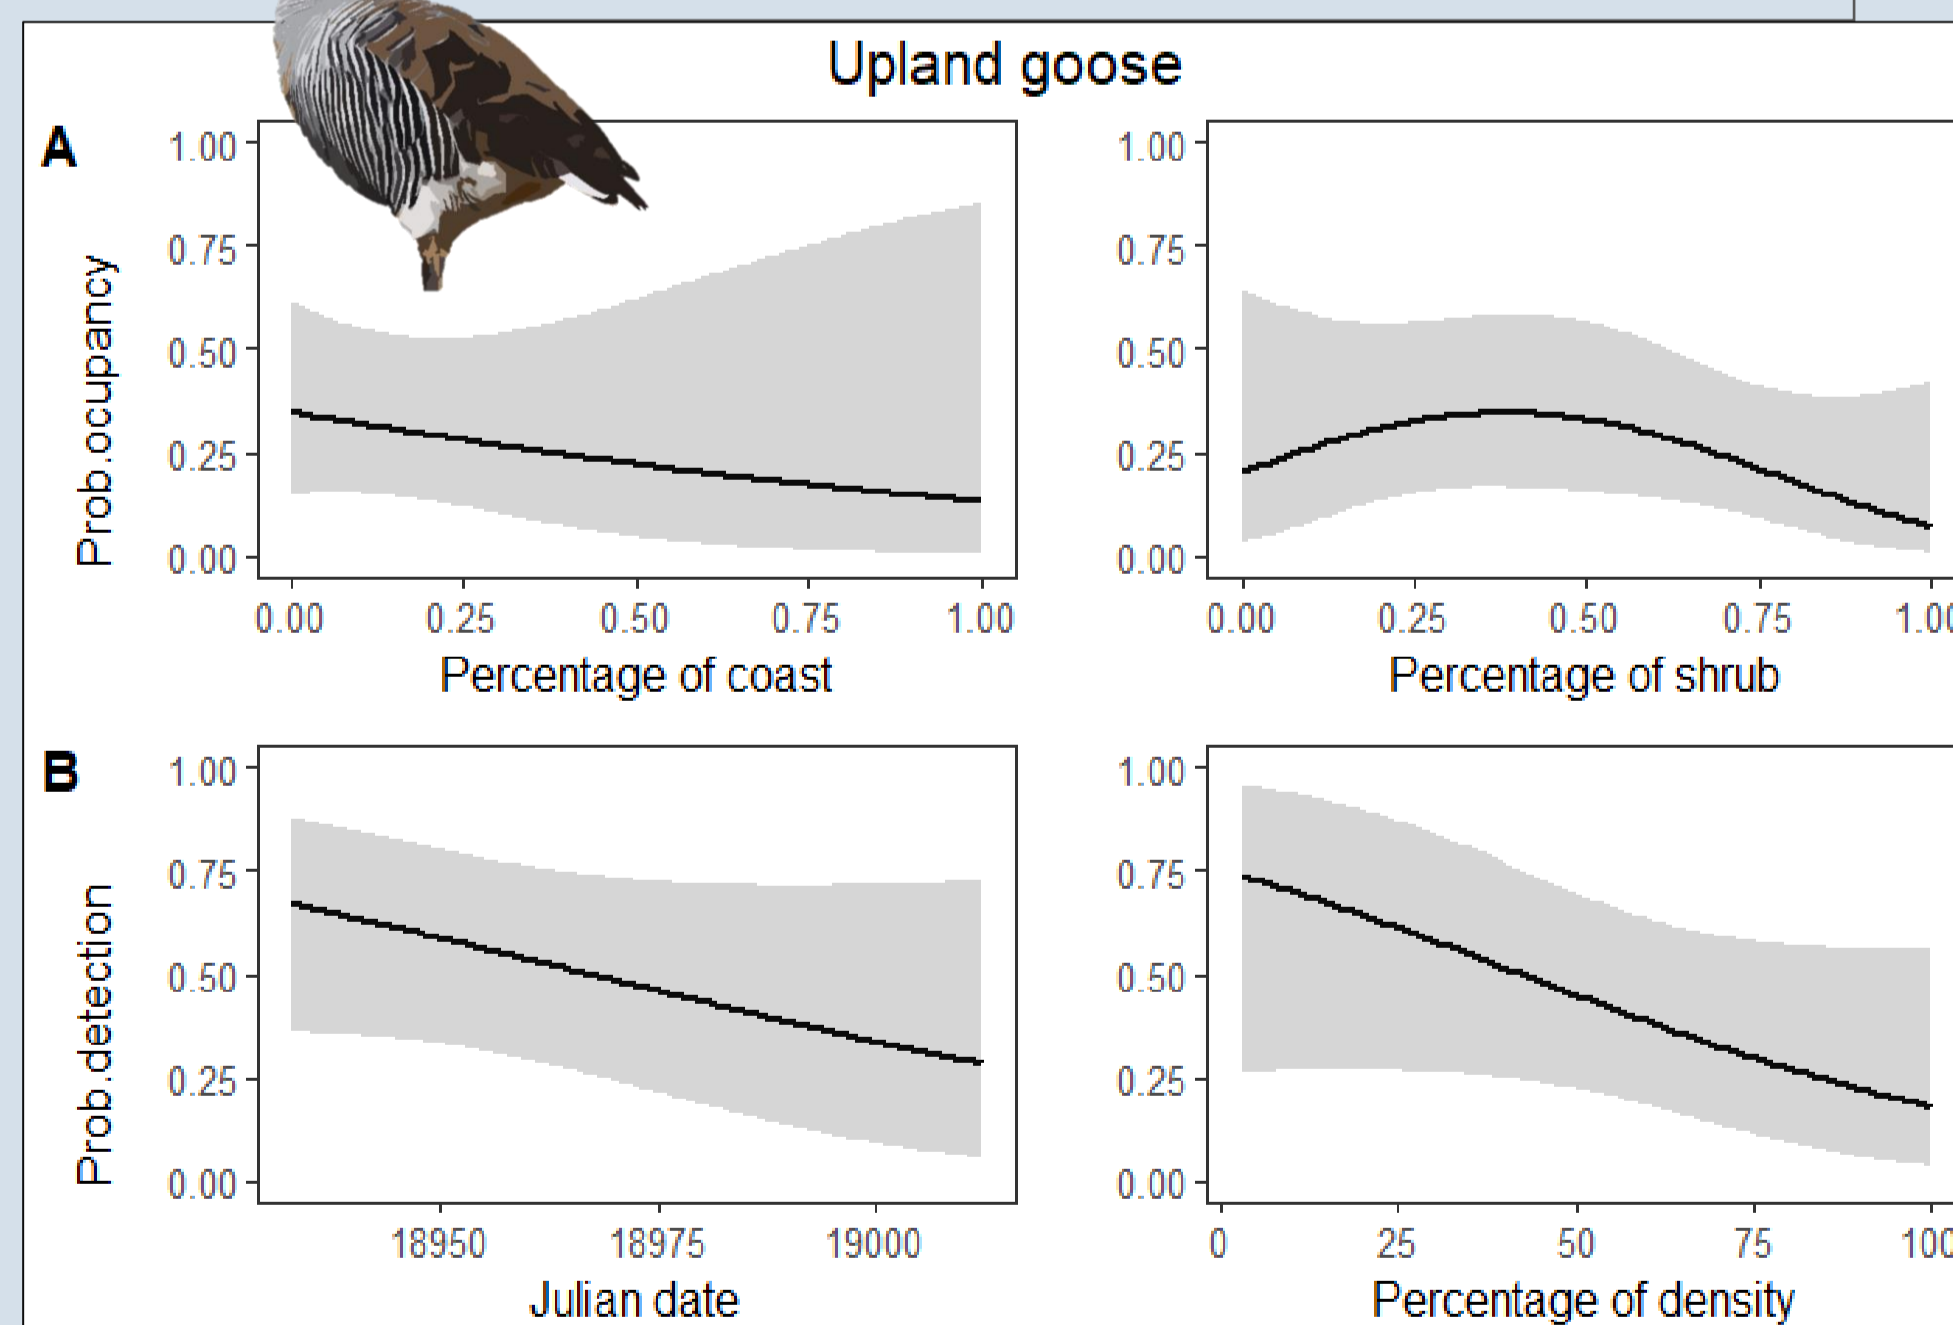 Upland goose
A
1.00
0.75
0.50
0.25
0.00
Prob.ocupancy
0.00 0.25 0.50 0.75 1.00
Percentage of coast
1.00
0.75
0.50
0.25
0.00
0.00 0.25 0.50 0.75 1.00
Percentage of shrub
B
1.00
0.75
0.50
0.25
0.00
Prob.detection
18950 18975 19000
Julian date
1.00
0.75
0.50
0.25
0.00
0 25 50 75 100
Percentage of density